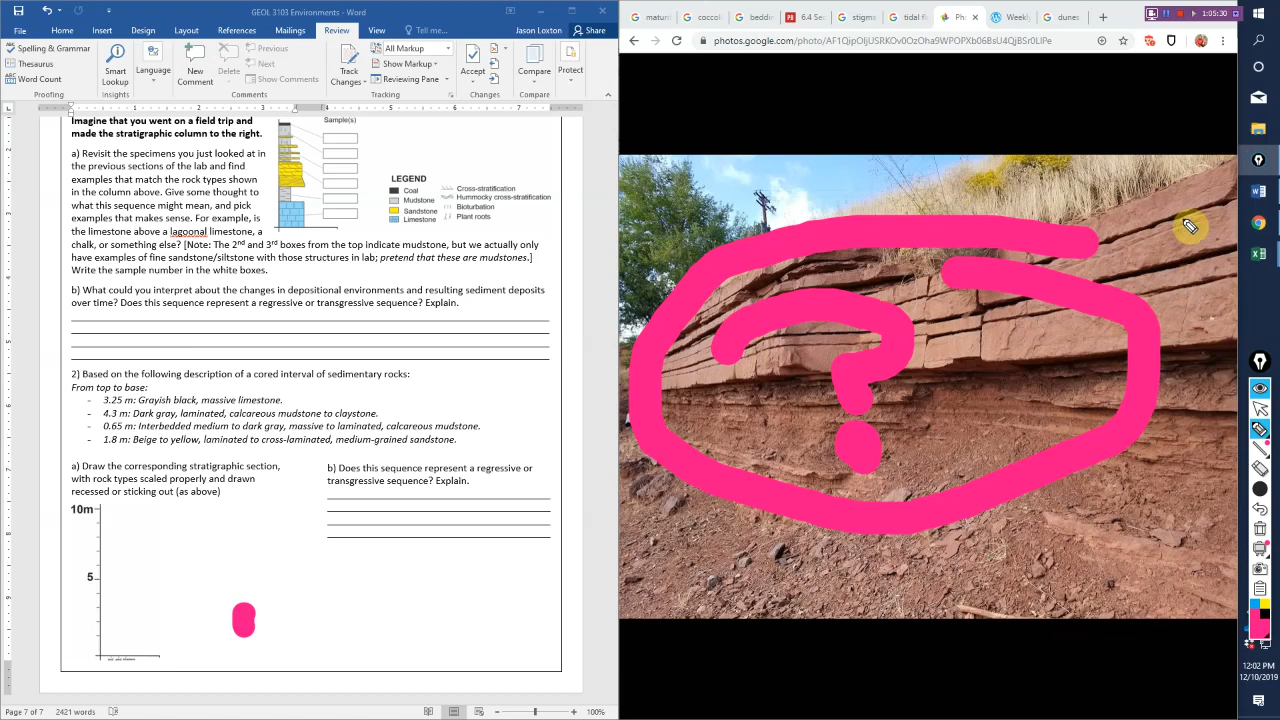 GEOL 3103 Environments - Word
Jason Loxton
Share
File
Home
Insert
Design
Layout
References
Mailings
Review
View
Tell me
Spelling & Grammar
Thesaurus
Word Count
Proofing
Smart
Lookup
Insights
Language
New
Comment
Delete
Previous
Next
Show Comments
Comments
Track
Changes
All Markup
Show Markup
Reviewing Pane
Tracking
Accept
Changes
Compare
Compare
Protect
Imagine that you went on a field trip and
made the stratigraphic column to the right.
Sample(s)
a) Revisit the specimens you just looked at in
the previous sections of the lab and find
examples that match the rock types shown
in the column above. Give some thought to
what this sequence might mean, and pick
examples that makes sense. For example, is
the limestone above a lagoonal limestone, a
chalk, or something else? [Note: The 2nd and 3rd boxes from the top indicate mudstone, but we actually only
have examples of fine sandstone/siltstone with those structures in lab; pretend that these are mudstones.]
Write the sample number in the white boxes.
LEGEND
Coal
Mudstone
Sandstone
Limestone
Cross-stratification
Hummocky cross-stratification
Bioturbation
Plant roots
b) What could you interpret about the changes in depositional environments and resulting sediment deposits
over time? Does this sequence represent a regressive or transgressive sequence? Explain.
2) Based on the following description of a cored interval of sedimentary rocks:
From top to base:
- 3.25 m: Grayish black, massive limestone.
- 4.3 m: Dark gray, laminated, calcareous mudstone to claystone.
- 0.65 m: Interbedded medium to dark gray, massive to laminated, calcareous mudstone.
- 1.8 m: Beige to yellow, laminated to cross-laminated, medium-grained sandstone.
a) Draw the corresponding stratigraphic section,
with rock types scaled properly and drawn
recessed or sticking out (as above)
10m
5
b) Does this sequence represent a regressive or
transgressive sequence? Explain.
Page 7 of 7
2421 words
100%
matur
coccol
beddin
6.4 Se
stigma
tidal fl
Ph
Weekly
dunes
1:05:30
photos.google.com/photo/AF1QipOljUSRKOv0OzOha9WPOPXb06BsU4QjBSr0LlPe
?
12:02 PM
12/10/2019